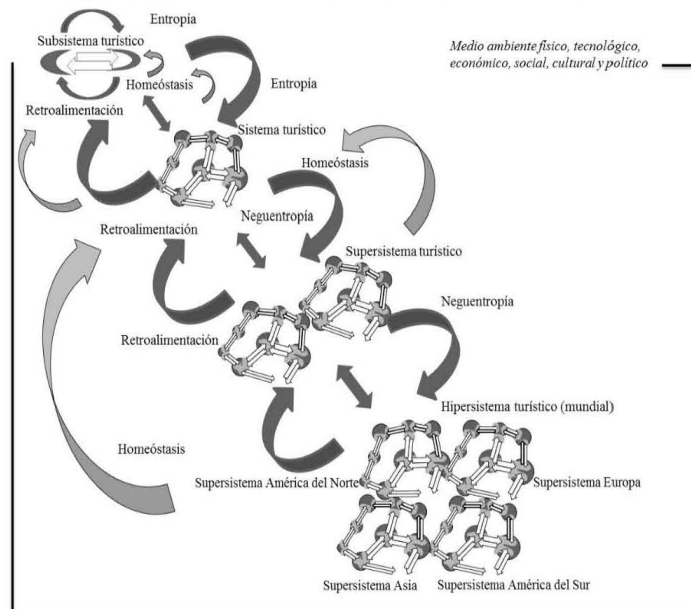 Entropía
Subsistema turístico
Medio ambiente físico, tecnológico,
económico, social, cultural y político
Homeóstasis
Entropía
Retroalimentación
Sistema turístico
Homeóstasis
Neguentropía
Retroalimentación
Supersistema turístico
Neguentropía
Retroalimentación
Hipersistema turístico (mundial)
Homeóstasis
Supersistema América del Norte
Supersistema Europa
Supersistema Asia
Supersistema América del Sur